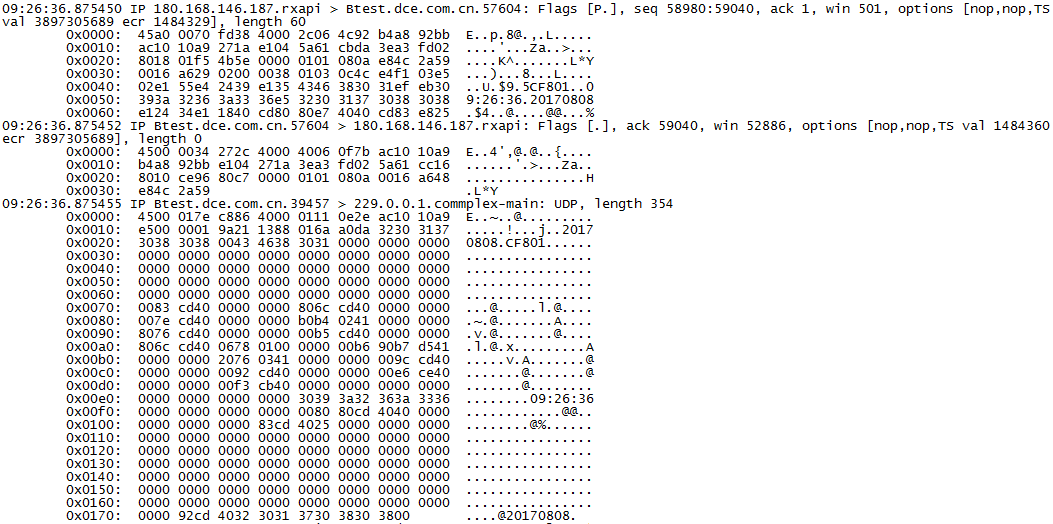 09:26:36.875450 IP 180.168.146.187.rxapi > Btest.dce.com.cn.57604: Flags [P.], seq 58980:59040, ack 1, win 501, options [nop,nop,TS
val 3897305689 ecr 1484329], length 60
0x0000:  45a0 0070 fd38 4000 2c06 4c92 b4a8 92bb  E..p.8@.,.L.....
0x0010:  ac10 10a9 271a e104 5a61 cbda 3ea3 fd02  ....'...Za..>...
0x0020:  8018 01f5 4b5e 0000 0101 080a e84c 2a59  ....K^.......L*Y
0x0030:  0016 a629 0200 0038 0103 0c4c e4f1 03e5  ...)...8...L....
0x0040:  02e1 55e4 2439 e135 4346 3830 31ef eb30  ..U.$9.5CF801..0
0x0050:  393a 3236 3a33 36e5 3230 3137 3038 3038  9:26:36.20170808
0x0060:  e124 34e1 1840 cd80 80e7 4040 cd83 e825  .$4..@....@@...%
09:26:36.875452 IP Btest.dce.com.cn.57604 > 180.168.146.187.rxapi: Flags [.], ack 59040, win 52886, options [nop,nop,TS val 1484360
ecr 3897305689], length 0
0x0000:  4500 0034 272c 4000 4006 0f7b ac10 10a9  E..4',@.@..{....
0x0010:  b4a8 92bb e104 271a 3ea3 fd02 5a61 cc16  ......'.>...Za..
0x0020:  8010 ce96 80c7 0000 0101 080a 0016 a648  ...............H
0x0030:  e84c 2a59  .L*Y
09:26:36.875455 IP Btest.dce.com.cn.39457 > 229.0.0.1.commplex-main: UDP, length 354
0x0000:  4500 017e c886 4000 0111 0e2e ac10 10a9  E..~..@.........
0x0010:  e500 0001 9a21 1388 016a a0da 3230 3137  .....!...j..2017
0x0020:  3038 3038 0043 4638 3031 0000 0000 0000  0808.CF801......
0x0030:  0000 0000 0000 0000 0000 0000 0000 0000  ................
0x0040:  0000 0000 0000 0000 0000 0000 0000 0000  ................
0x0050:  0000 0000 0000 0000 0000 0000 0000 0000  ................
0x0060:  0000 0000 0000 0000 0000 0000 0000 0000  ................
0x0070:  0083 cd40 0000 0000 806c cd40 0000 0000  ...@.....l.@....
0x0080:  007e cd40 0000 0000 b0b4 0241 0000 0000  .~.@.......A....
0x0090:  8076 cd40 0000 0000 00b5 cd40 0000 0000  .v.@.......@....
0x00a0:  806c cd40 0678 0100 0000 00b6 90b7 d541  .l.@.x.........A
0x00b0:  0000 0000 2076 0341 0000 0000 009c cd40  .....v.A.......@
0x00c0:  0000 0000 0092 cd40 0000 0000 00e6 ce40  .......@.......@
0x00d0:  0000 0000 00f3 cb40 0000 0000 0000 0000  .......@........
0x00e0:  0000 0000 0000 0000 3039 3a32 363a 3336  ........09:26:36
0x00f0:  0000 0000 0000 0000 0080 80cd 4040 0000  ............@@..
0x0100:  0000 0000 0000 83cd 4025 0000 0000 0000  ........@%......
0x0110:  0000 0000 0000 0000 0000 0000 0000 0000  ................
0x0120:  0000 0000 0000 0000 0000 0000 0000 0000  ................
0x0130:  0000 0000 0000 0000 0000 0000 0000 0000  ................
0x0140:  0000 0000 0000 0000 0000 0000 0000 0000  ................
0x0150:  0000 0000 0000 0000 0000 0000 0000 0000  ................
0x0160:  0000 0000 0000 0000 0000 0000 0000 0000  ................
0x0170:  0000 92cd 4032 3031 3730 3830 3800  ....@20170808.